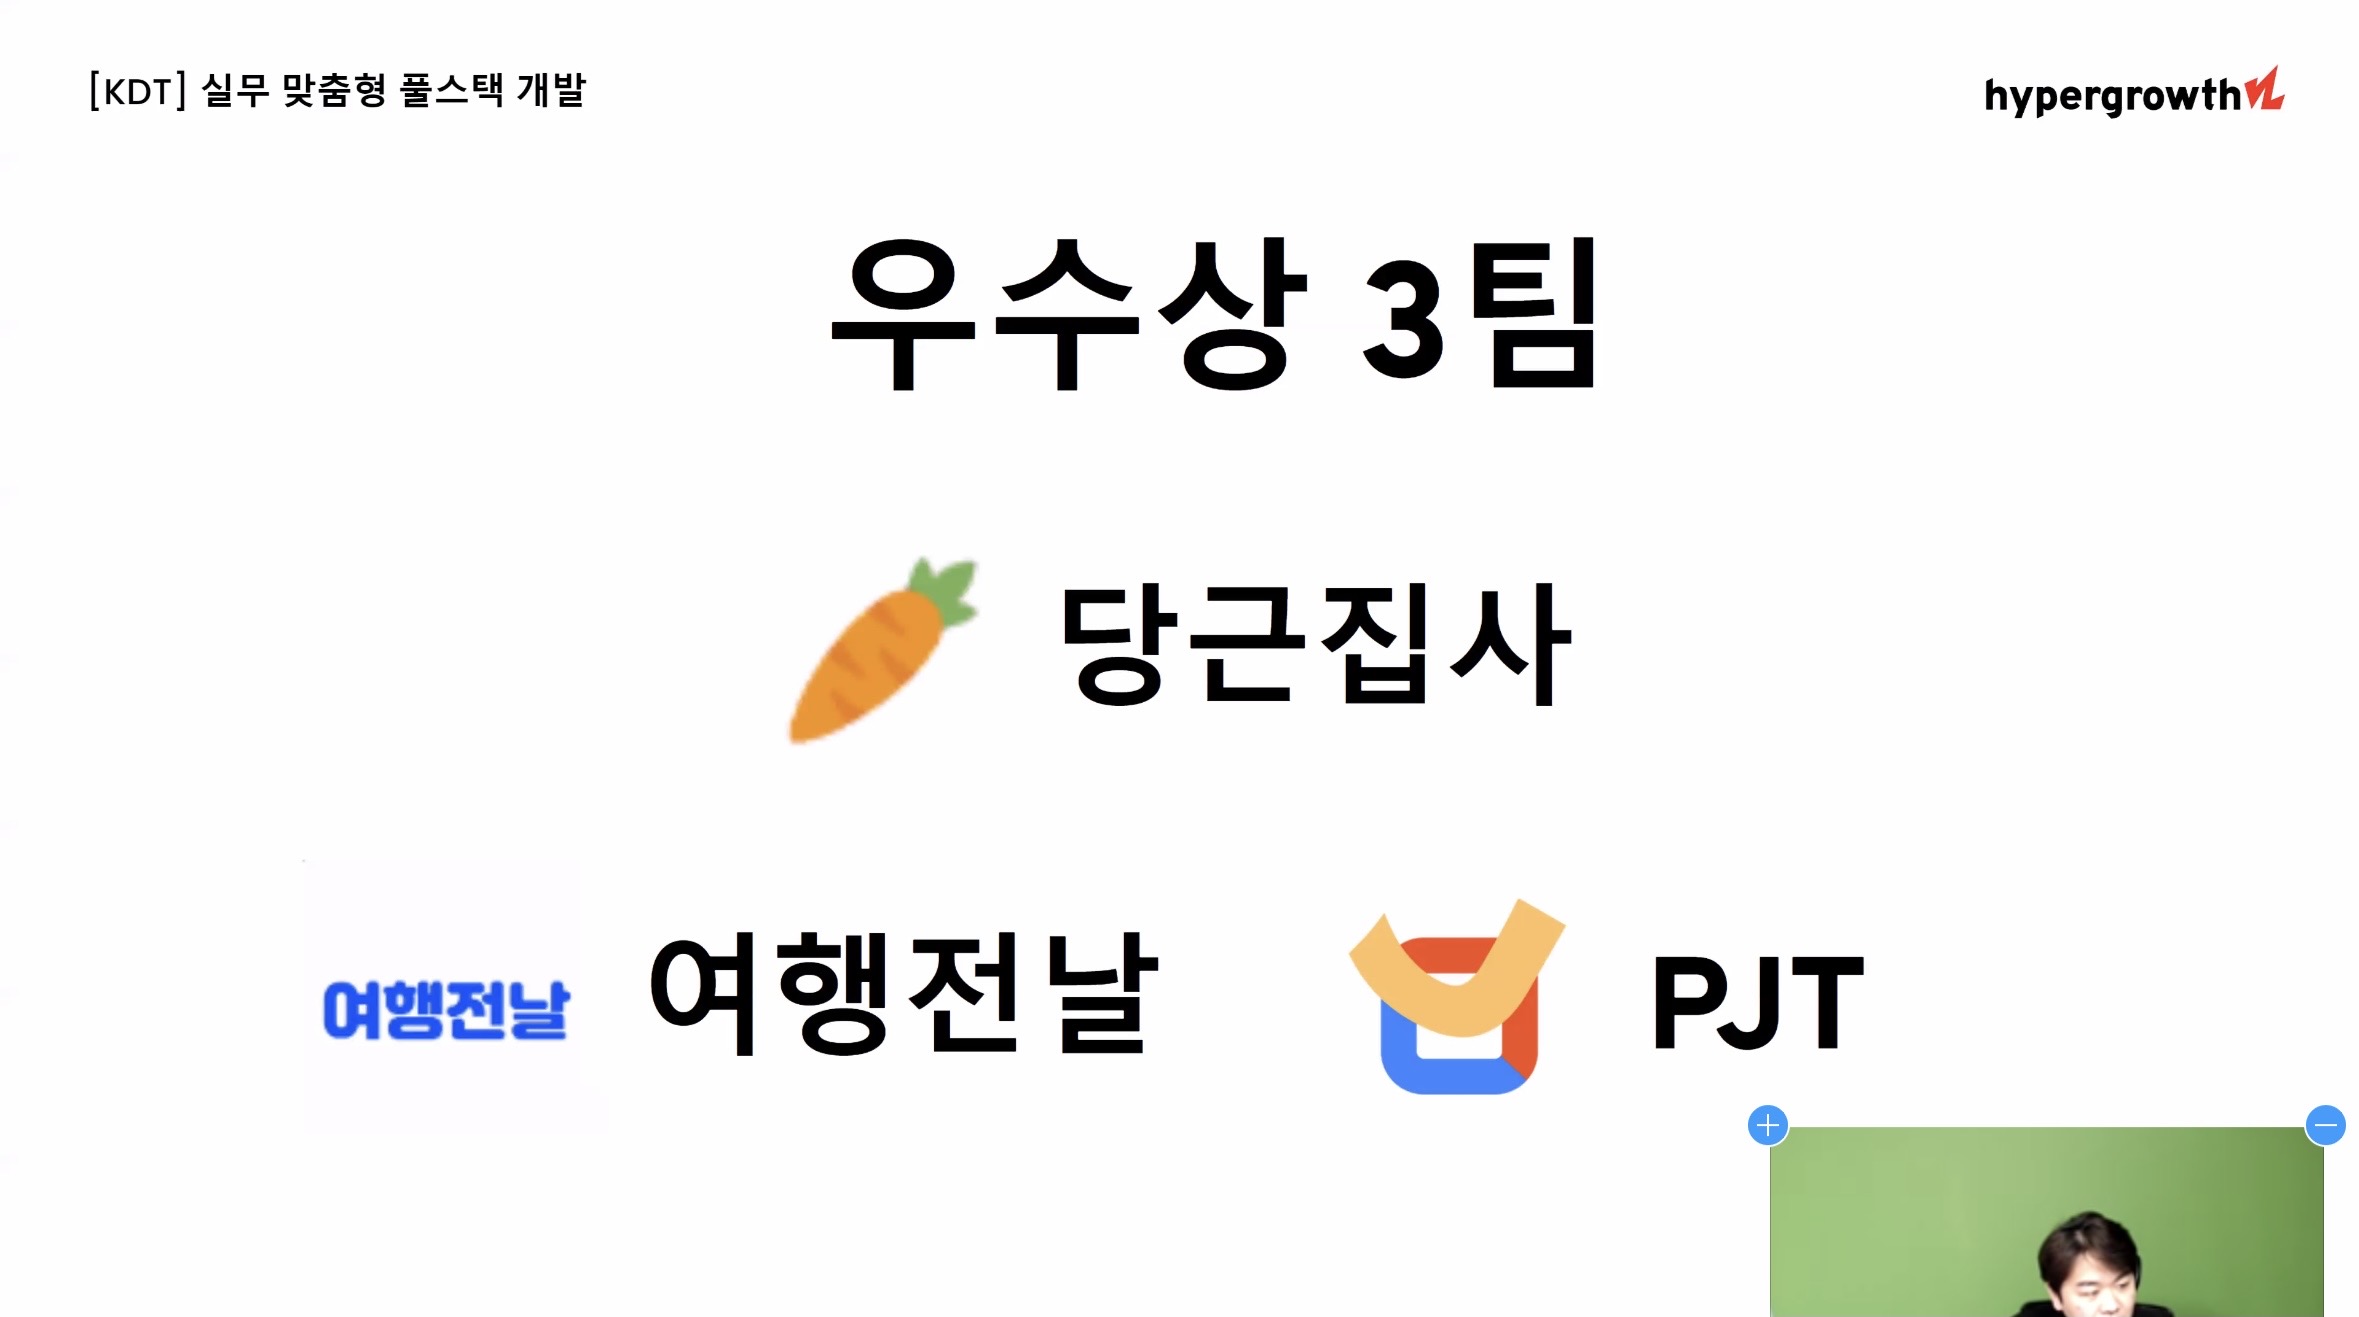 [KDT] 실무 맞춤형 풀스택 개발
hypergrowth
우수상 3팀
당근집사
여행전날 여행전날
PJT